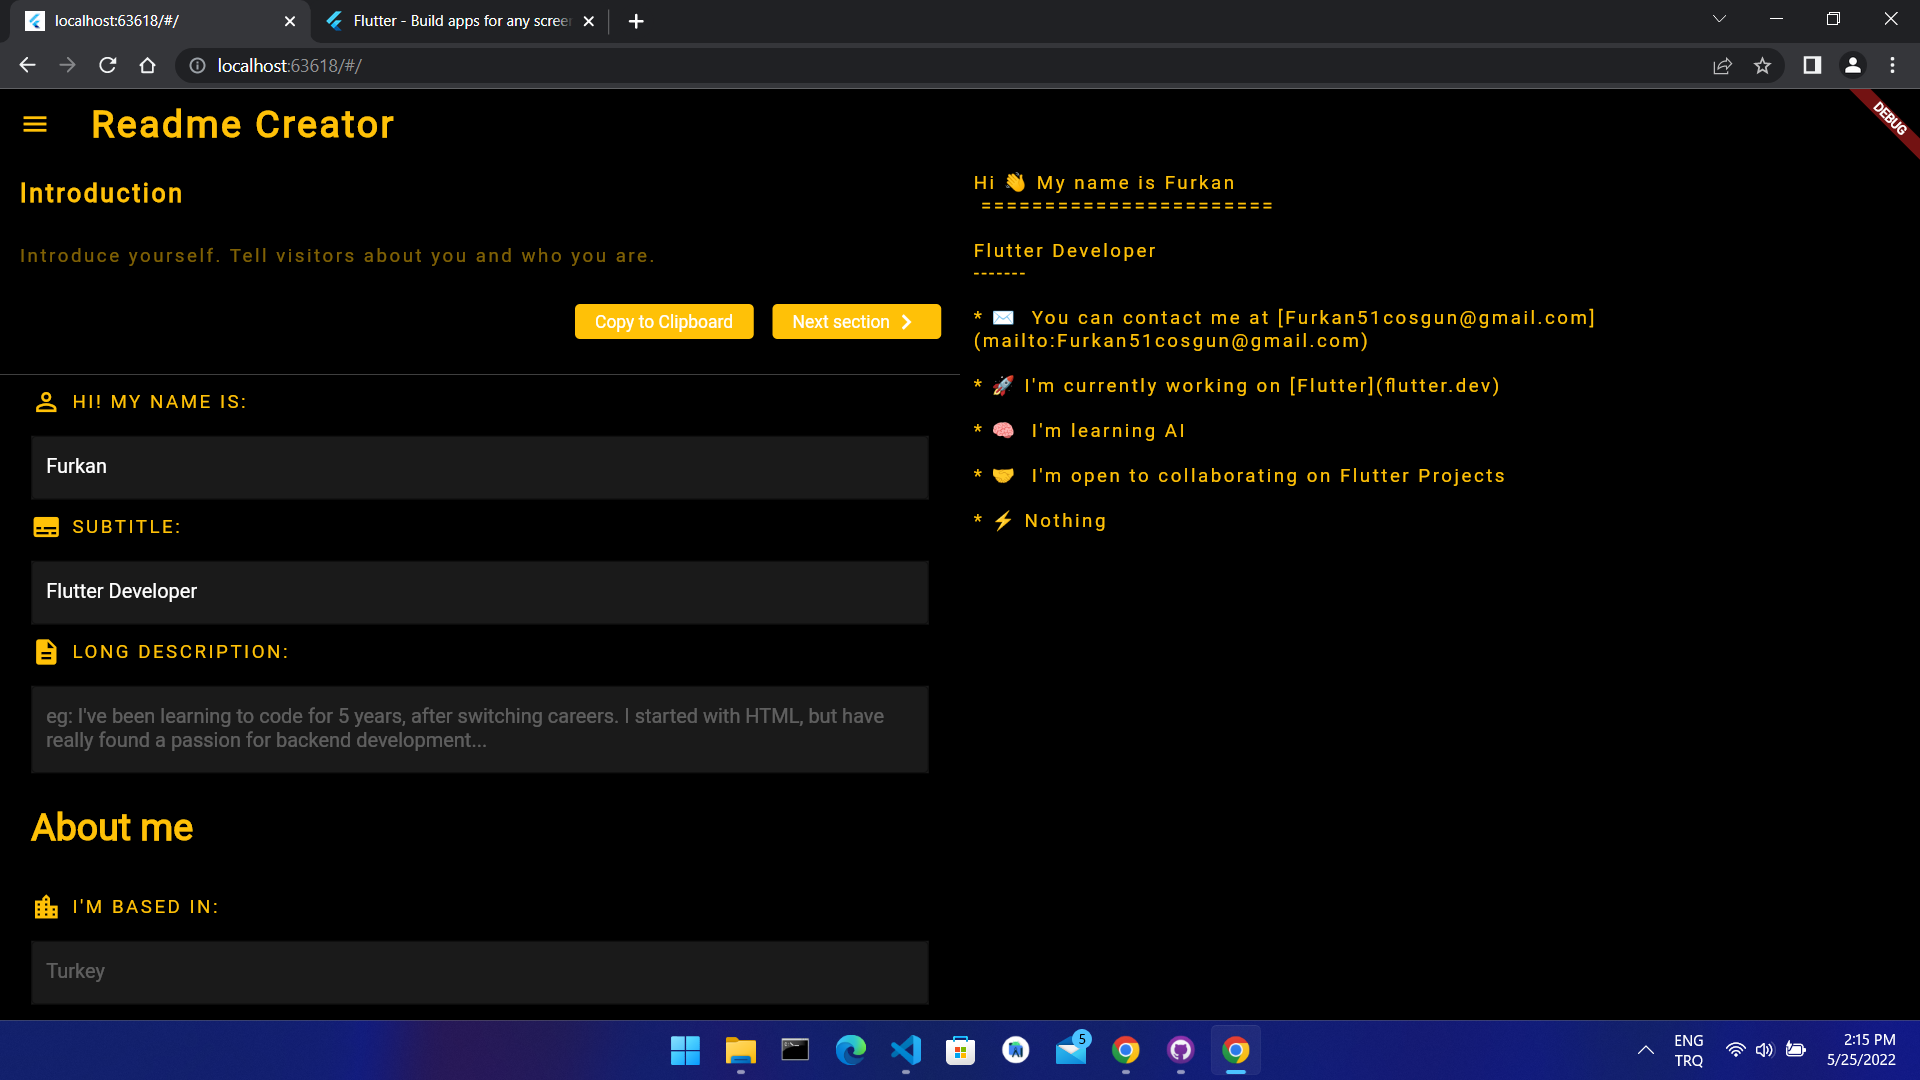 localhost:63618/#/
Flutter - Build apps for any screen
localhost:63618/#/
Readme Creator
DEBUG
Introduction
Introduce yourself. Tell visitors about you and who you are.
Copy to Clipboard
Next section
HI! MY NAME IS:
Furkan
SUBTITLE:
Flutter Developer
LONG DESCRIPTION:
eg: I've been learning to code for 5 years, after switching careers. I started with HTML, but have
really found a passion for backend development...
About me
I'M BASED IN:
Turkey
Hi 👋 My name is Furkan
=======================
Flutter Developer
-------
* ✉️ You can contact me at [Furkan51cosgun@gmail.com]
(mailto:Furkan51cosgun@gmail.com)
* 🚀 I'm currently working on [Flutter](flutter.dev)
* 🧠 I'm learning AI
* 🤝 I'm open to collaborating on Flutter Projects
* ⚡ Nothing
5
ENG
TRQ
2:15 PM
5/25/2022